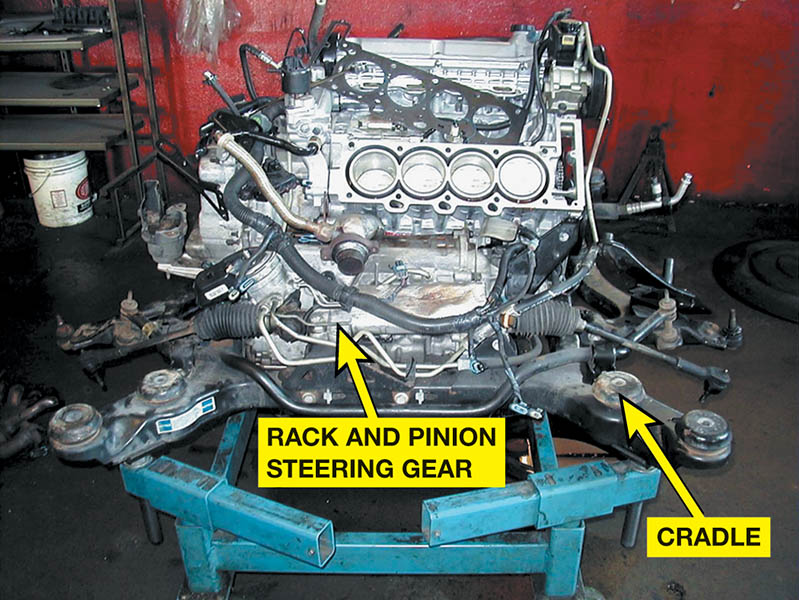 RACK AND PINION
STEERING GEAR
CRADLE